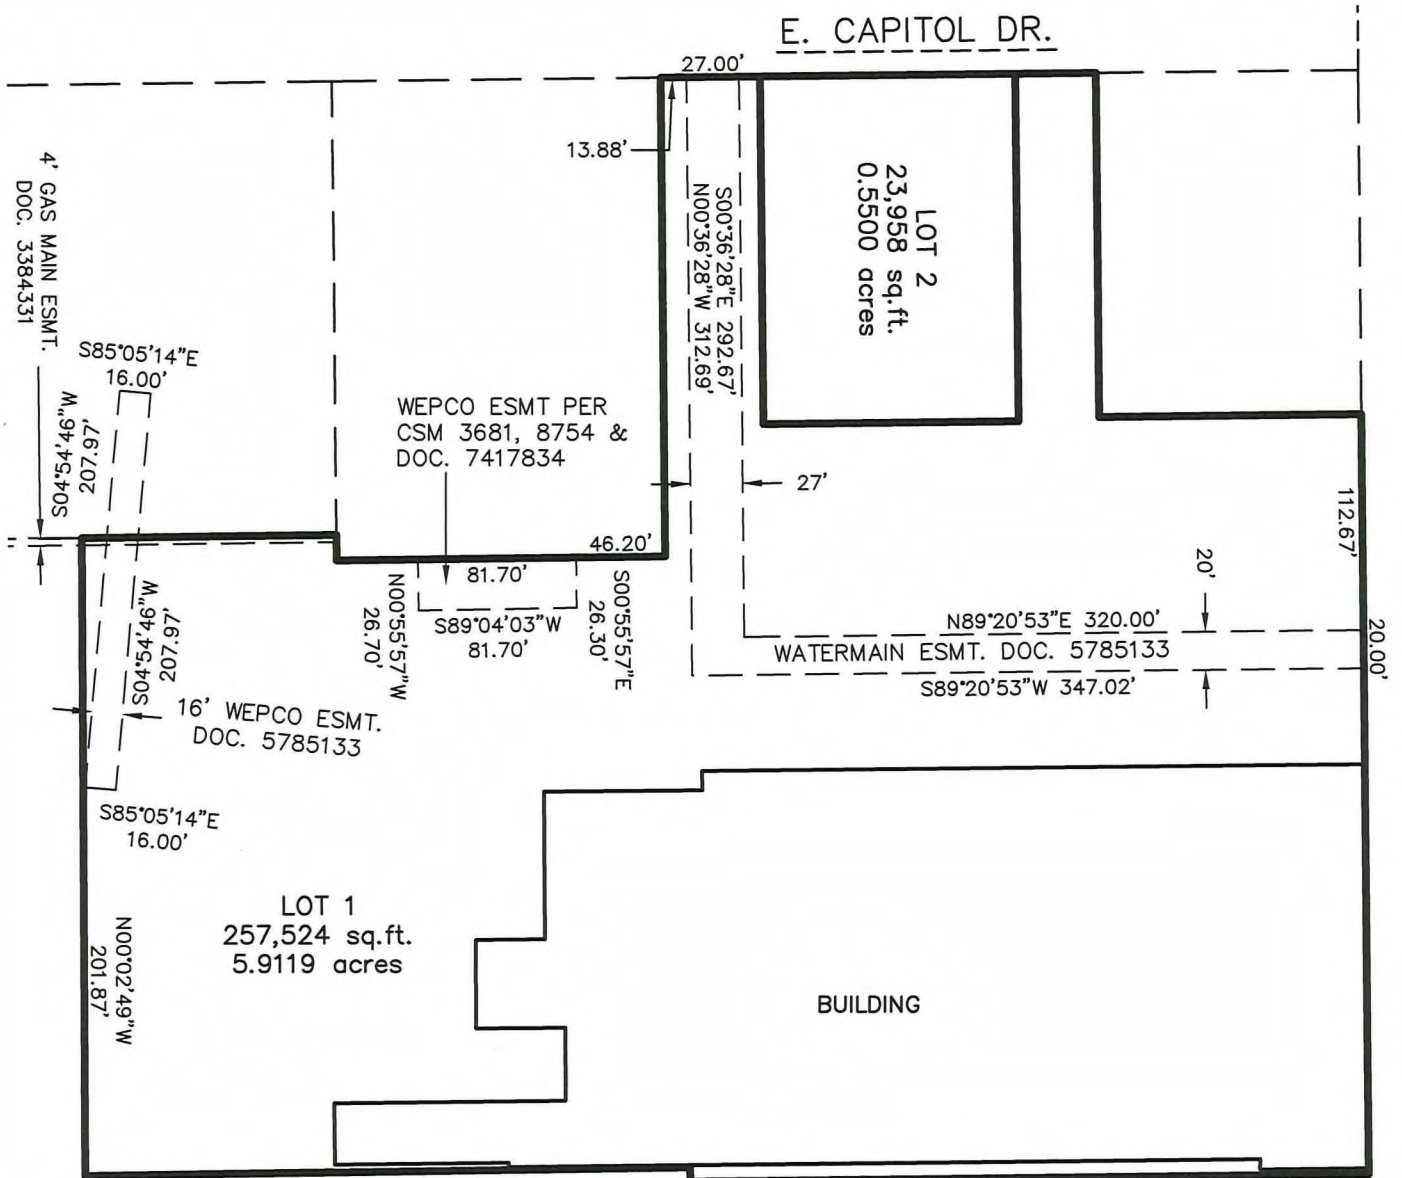 E. CAPITOL DR.
27.00'
13.88'
S00°36'28"E 292.67'
N00°36'28"W 312.69'
LOT 2
23,958 sq.ft.
0.5500 acres
4' GAS MAIN ESMT.
DOC. 3384331
S85°05'14"E
16.00'
S04°54'46"W
207.97'
WEPCO ESMT PER
CSM 3681, 8754 &
DOC. 7417834
27'
112.67'
46.20'
81.70'
S89°04'03"W
81.70'
N00°55'57"W
26.70'
S00°55'57"E
26.30'
20'
N89°20'53"E 320.00'
WATERMAIN ESMT. DOC. 5785133
S89°20'53"W 347.02'
20.00'
S04°54'46"W
207.97'
16' WEPCO ESMT.
DOC. 5785133
S85°05'14"E
16.00'
LOT 1
257,524 sq.ft.
5.9119 acres
N00°02'49"W
201.87'
BUILDING